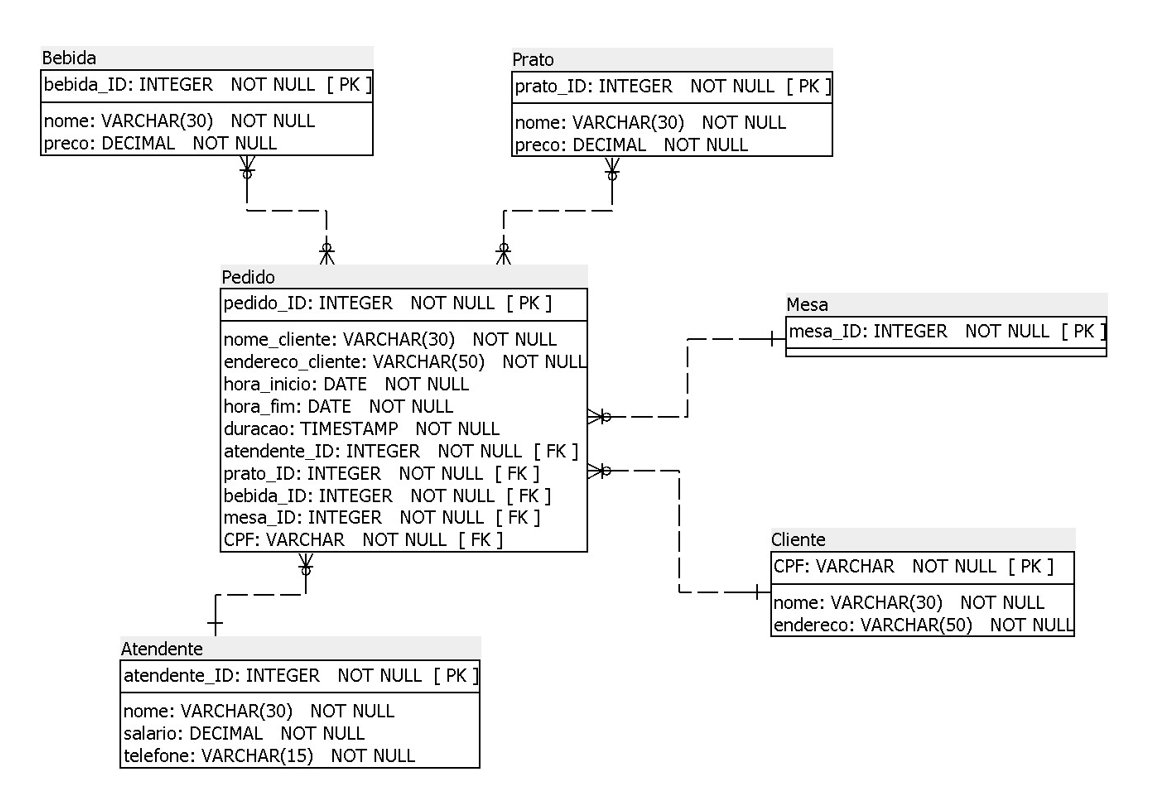 Bebida
bebida_ID: INTEGER NOT NULL [ PK ]
nome: VARCHAR(30) NOT NULL
preco: DECIMAL NOT NULL
Prato
prato_ID: INTEGER NOT NULL [ PK ]
nome: VARCHAR(30) NOT NULL
preco: DECIMAL NOT NULL
Pedido
pedido_ID: INTEGER NOT NULL [ PK ]
nome_cliente: VARCHAR(30) NOT NULL
endereco_cliente: VARCHAR(50) NOT NULL
hora_inicio: DATE NOT NULL
hora_fim: DATE NOT NULL
duracao: TIMESTAMP NOT NULL
atendente_ID: INTEGER NOT NULL [ FK ]
prato_ID: INTEGER NOT NULL [ FK ]
bebida_ID: INTEGER NOT NULL [ FK ]
mesa_ID: INTEGER NOT NULL [ FK ]
CPF: VARCHAR NOT NULL [ FK ]
Mesa
mesa_ID: INTEGER NOT NULL [ PK ]
Cliente
CPF: VARCHAR NOT NULL [ PK ]
nome: VARCHAR(30) NOT NULL
endereco: VARCHAR(50) NOT NULL
Atendente
atendente_ID: INTEGER NOT NULL [ PK ]
nome: VARCHAR(30) NOT NULL
salario: DECIMAL NOT NULL
telefone: VARCHAR(15) NOT NULL